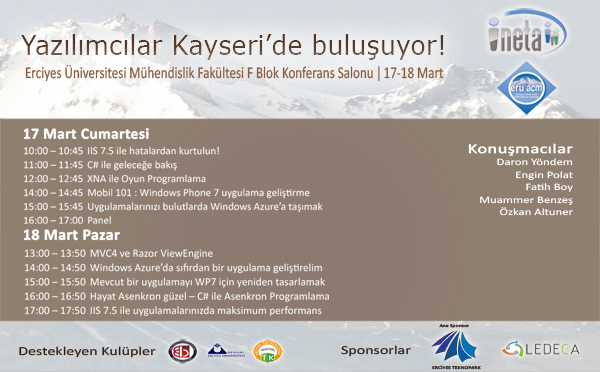 Yazılımcılar Kayseri’de buluşuyor!
Erciyes Üniversitesi Mühendislik Fakültesi F Blok Konferans Salonu | 17-18 Mart
ineta
eru acm
17 Mart Cumartesi
10:00 – 10:45 IIS 7.5 ile hatalardan kurtulun!
11:00 – 11:45 C# ile geleceğe bakış
12:00 – 12:45 XNA ile Oyun Programlama
14:00 – 14:45 Mobil 101 : Windows Phone 7 uygulama geliştirme
15:00 – 15:45 Uygulamalarınızı bulutlarda Windows Azure’a taşımak
16:00 – 17:00 Panel
18 Mart Pazar
13:00 – 13:50 MVC4 ve Razor ViewEngine
14:00 – 14:50 Windows Azure’da sıfırdan bir uygulama geliştirelim
15:00 – 15:50 Mevcut bir uygulamayı WP7 için yeniden tasarlamak
16:00 – 16:50 Hayat Asenkron güzel – C# ile Asenkron Programlama
17:00 – 17:50 IIS 7.5 ile uygulamalarınızda maksimum performans
Konuşmacılar
Daron Yöndem
Engin Polat
Fatih Boy
Muammer Benzeş
Özkan Altuner
Destekleyen Kulüpler
Sponsorlar
Ana Sponsor
ERCİYES TEKNOPARK
LEDECA